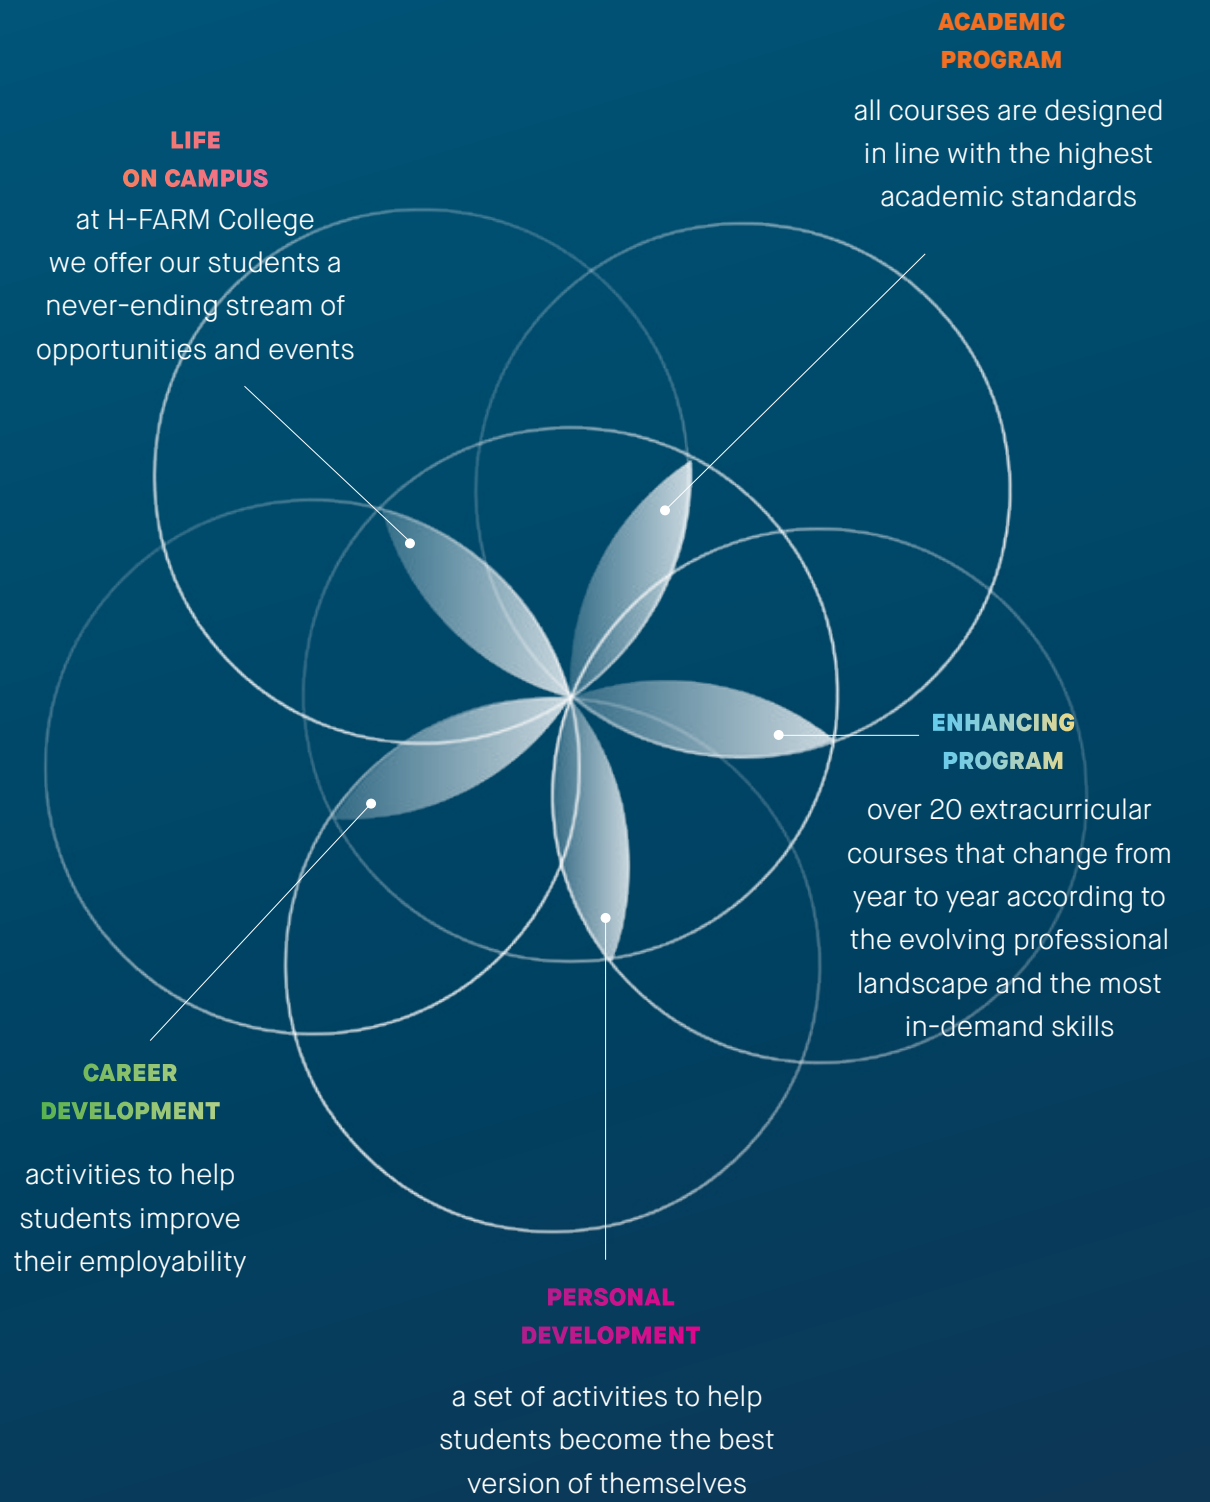 ACADEMIC
PROGRAM
all courses are designed
in line with the highest
academic standards
LIFE
ON CAMPUS
at H-FARM College
we offer our students a
never-ending stream of
opportunities and events
ENHANCING
PROGRAM
over 20 extracurricular
courses that change from
year to year according to
the evolving professional
landscape and the most
in-demand skills
CAREER
DEVELOPMENT
activities to help
students improve
their employability
PERSONAL
DEVELOPMENT
a set of activities to help
students become the best
version of themselves